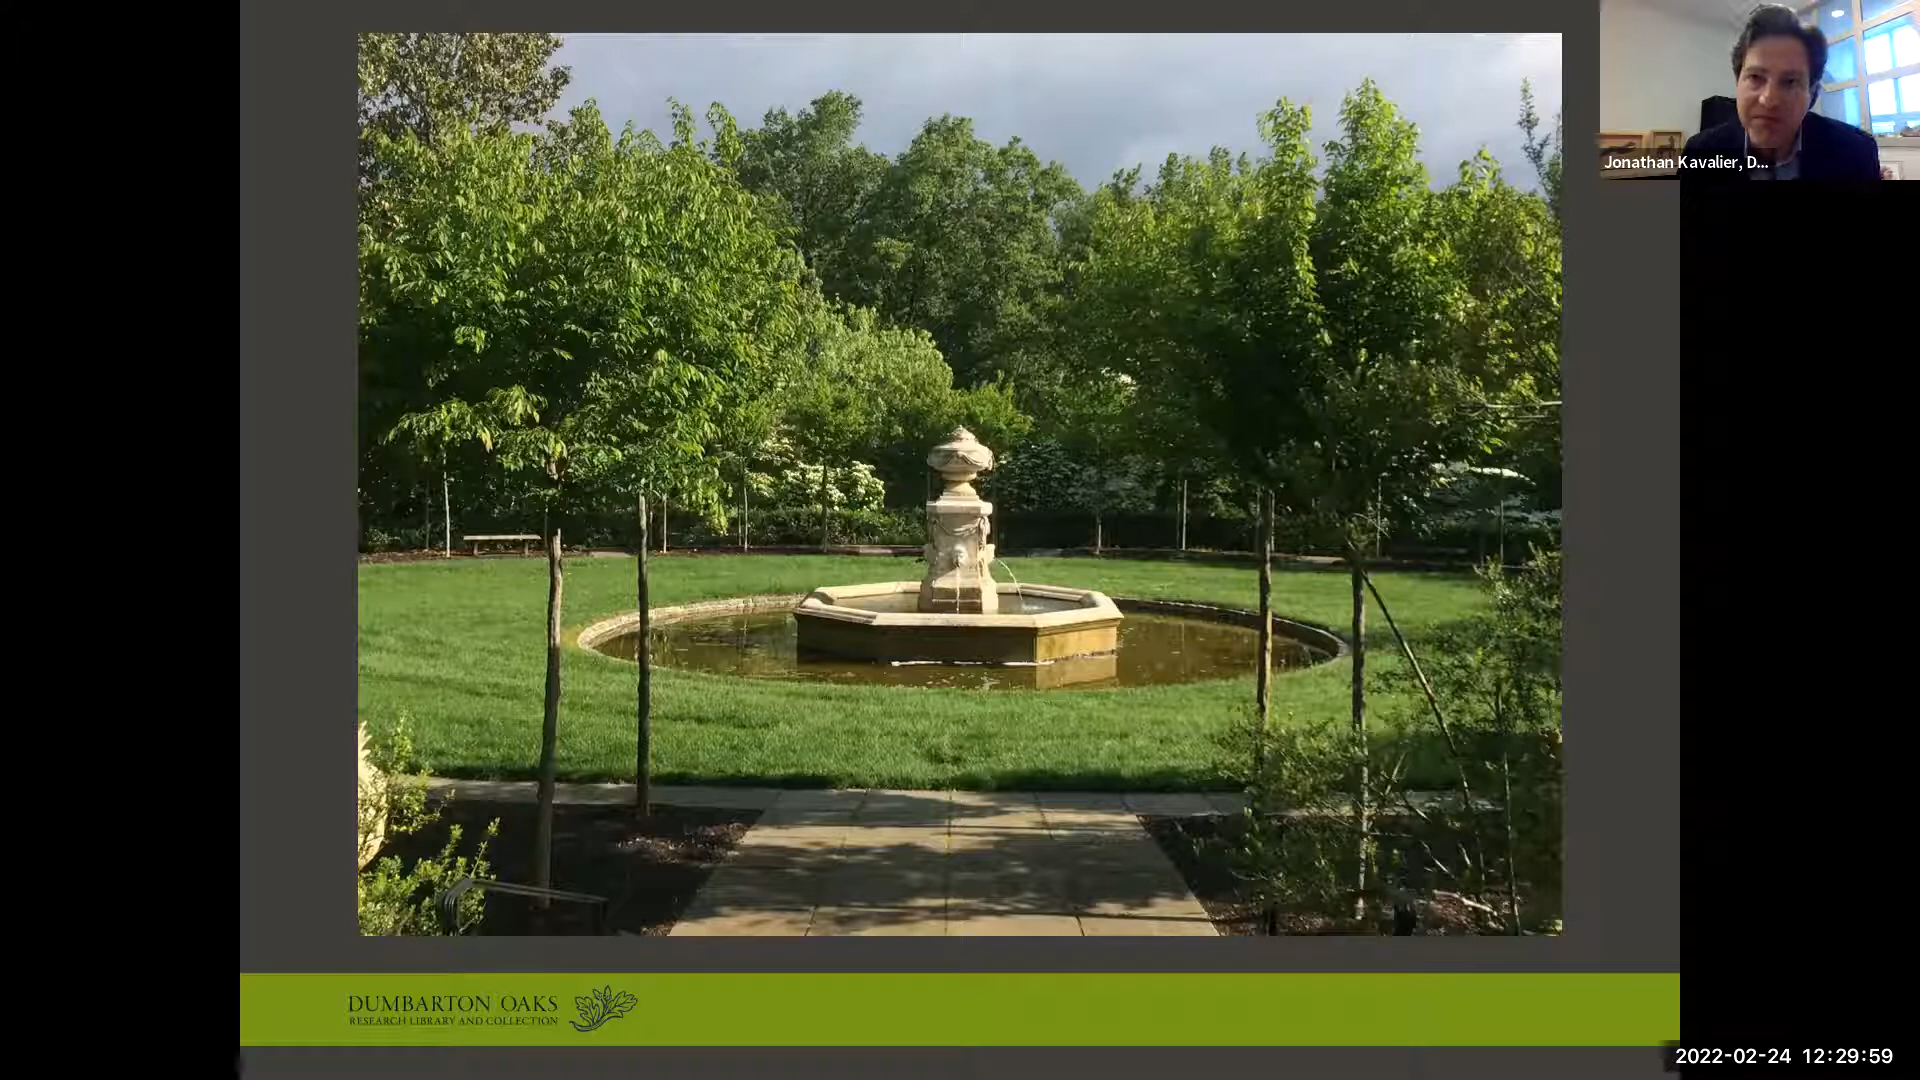 Jonathan Kavalier, D...
DUMBARTON OAKS
RESEARCH LIBRARY AND COLLECTION
2022-02-24 12:29:59